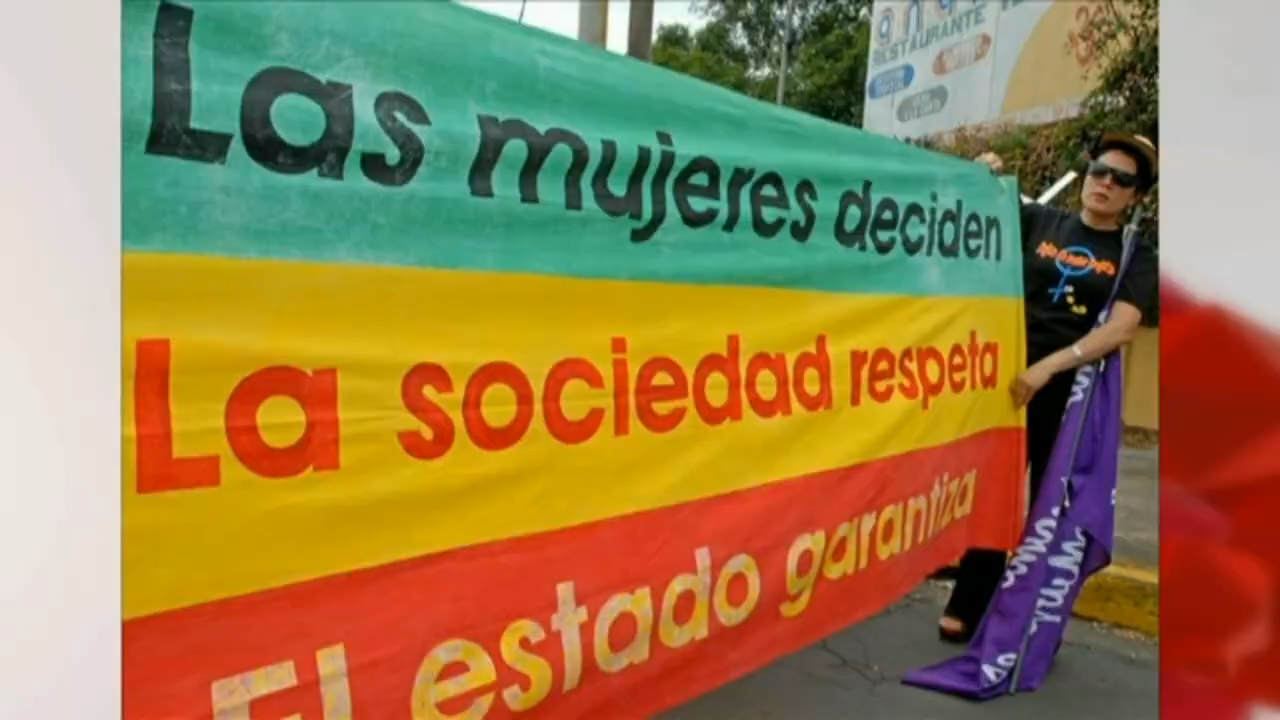 Las mujeres deciden
La sociedad respeta
El estado garantiza
RESTAURANTE